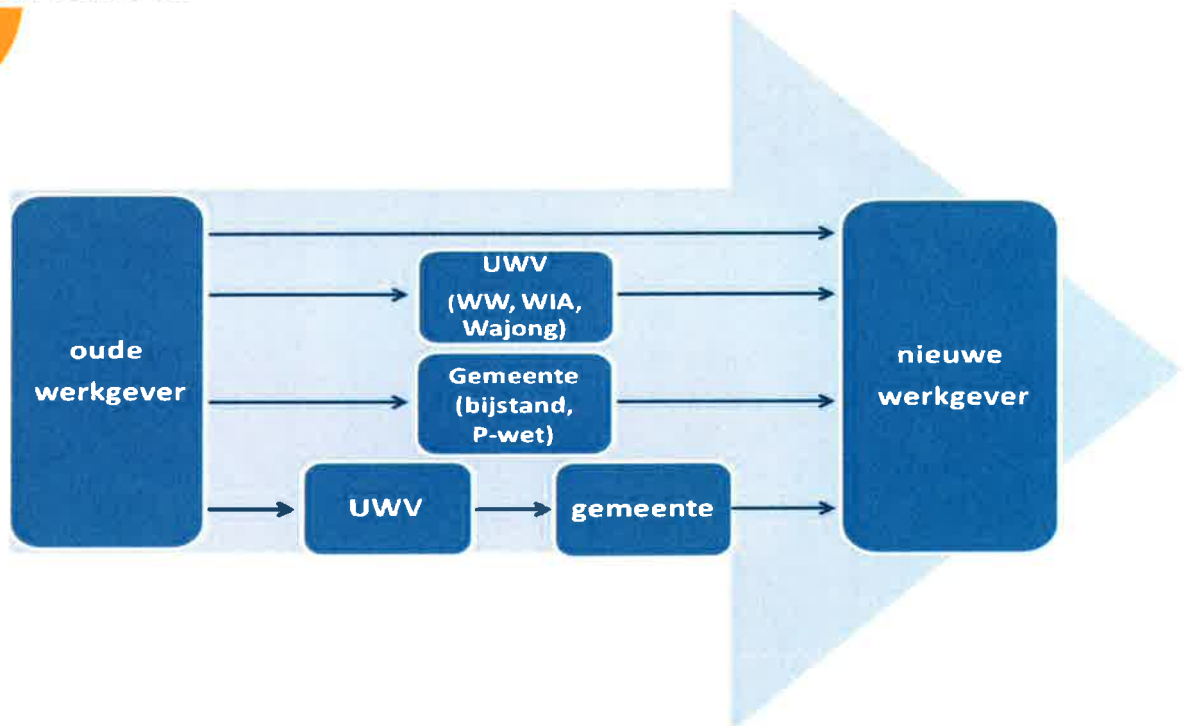 oude
werkgever
UWV
(WW, WIA,
Wajong)
Gemeente
(bijstand,
P-wet)
UWV
gemeente
nieuwe
werkgever